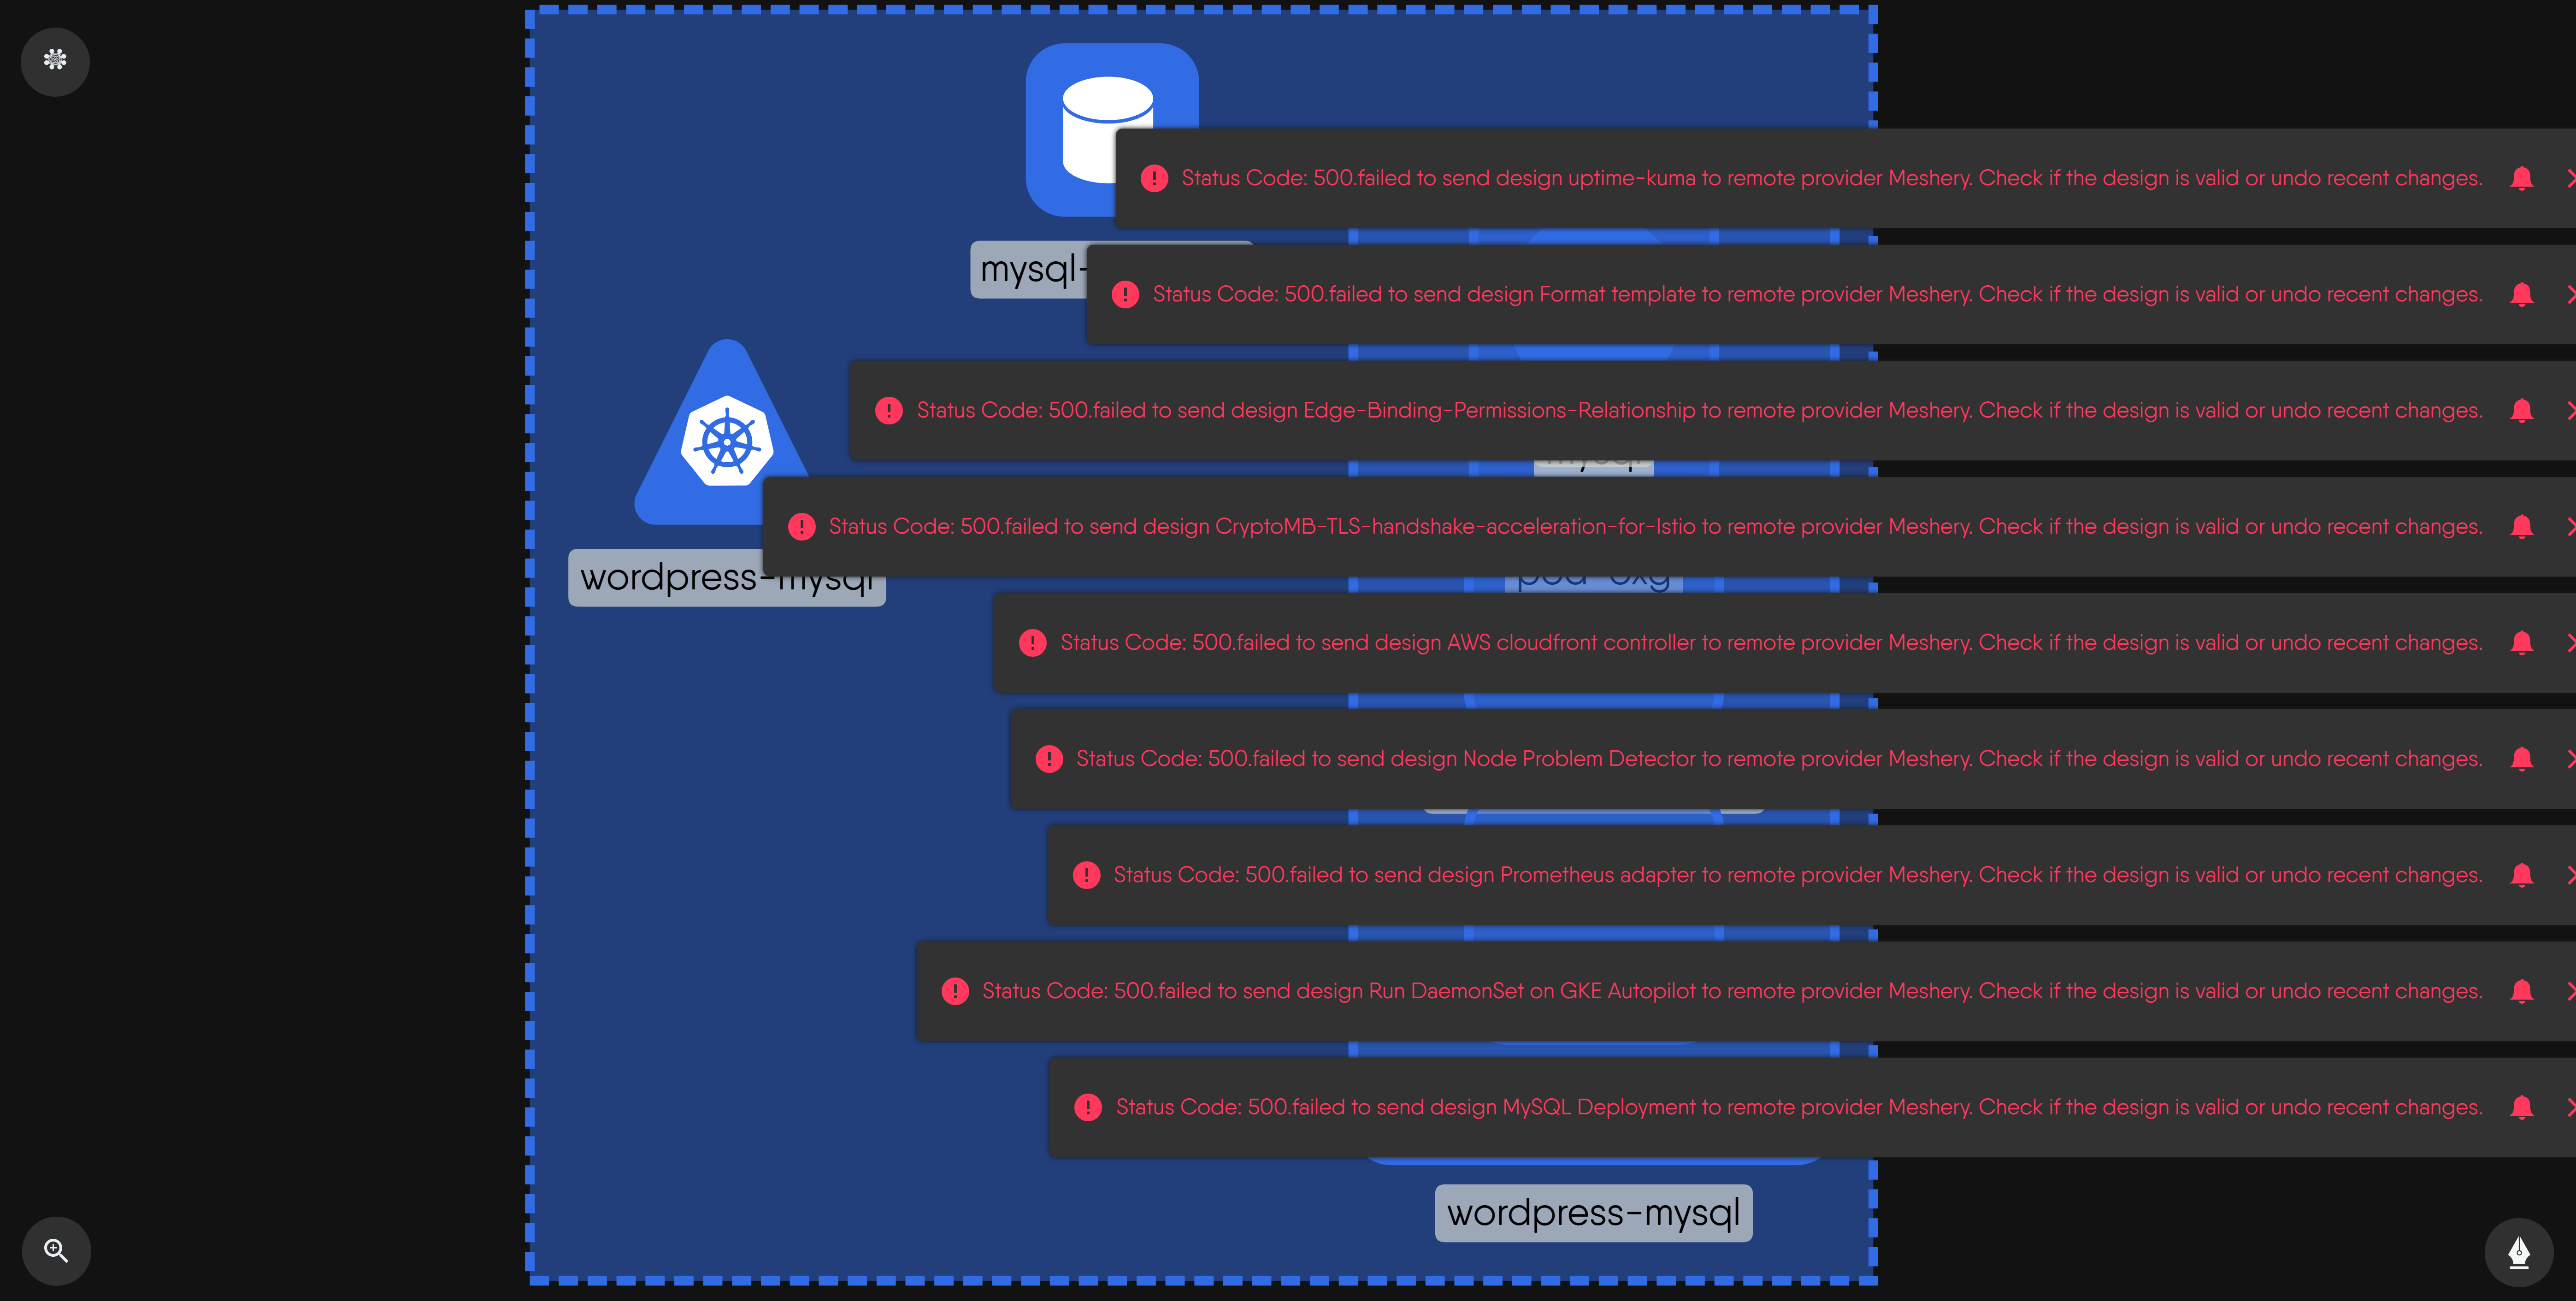 Status Code: 500.failed to send design uptime-kuma to remote provider Meshery. Check if the design is valid or undo recent changes.
mysql-
Status Code: 500.failed to send design Format template to remote provider Meshery. Check if the design is valid or undo recent changes.
Status Code: 500.failed to send design Edge-Binding-Permissions-Relationship to remote provider Meshery. Check if the design is valid or undo recent changes.
mysql
Status Code: 500.failed to send design CryptoMB-TLS-handshake-acceleration-for-Istio to remote provider Meshery. Check if the design is valid or undo recent changes.
wordpress-mysql
Status Code: 500.failed to send design AWS cloudfront controller to remote provider Meshery. Check if the design is valid or undo recent changes.
Status Code: 500.failed to send design Node Problem Detector to remote provider Meshery. Check if the design is valid or undo recent changes.
Status Code: 500.failed to send design Prometheus adapter to remote provider Meshery. Check if the design is valid or undo recent changes.
Status Code: 500.failed to send design Run DaemonSet on GKE Autopilot to remote provider Meshery. Check if the design is valid or undo recent changes.
Status Code: 500.failed to send design MySQL Deployment to remote provider Meshery. Check if the design is valid or undo recent changes.
wordpress-mysql